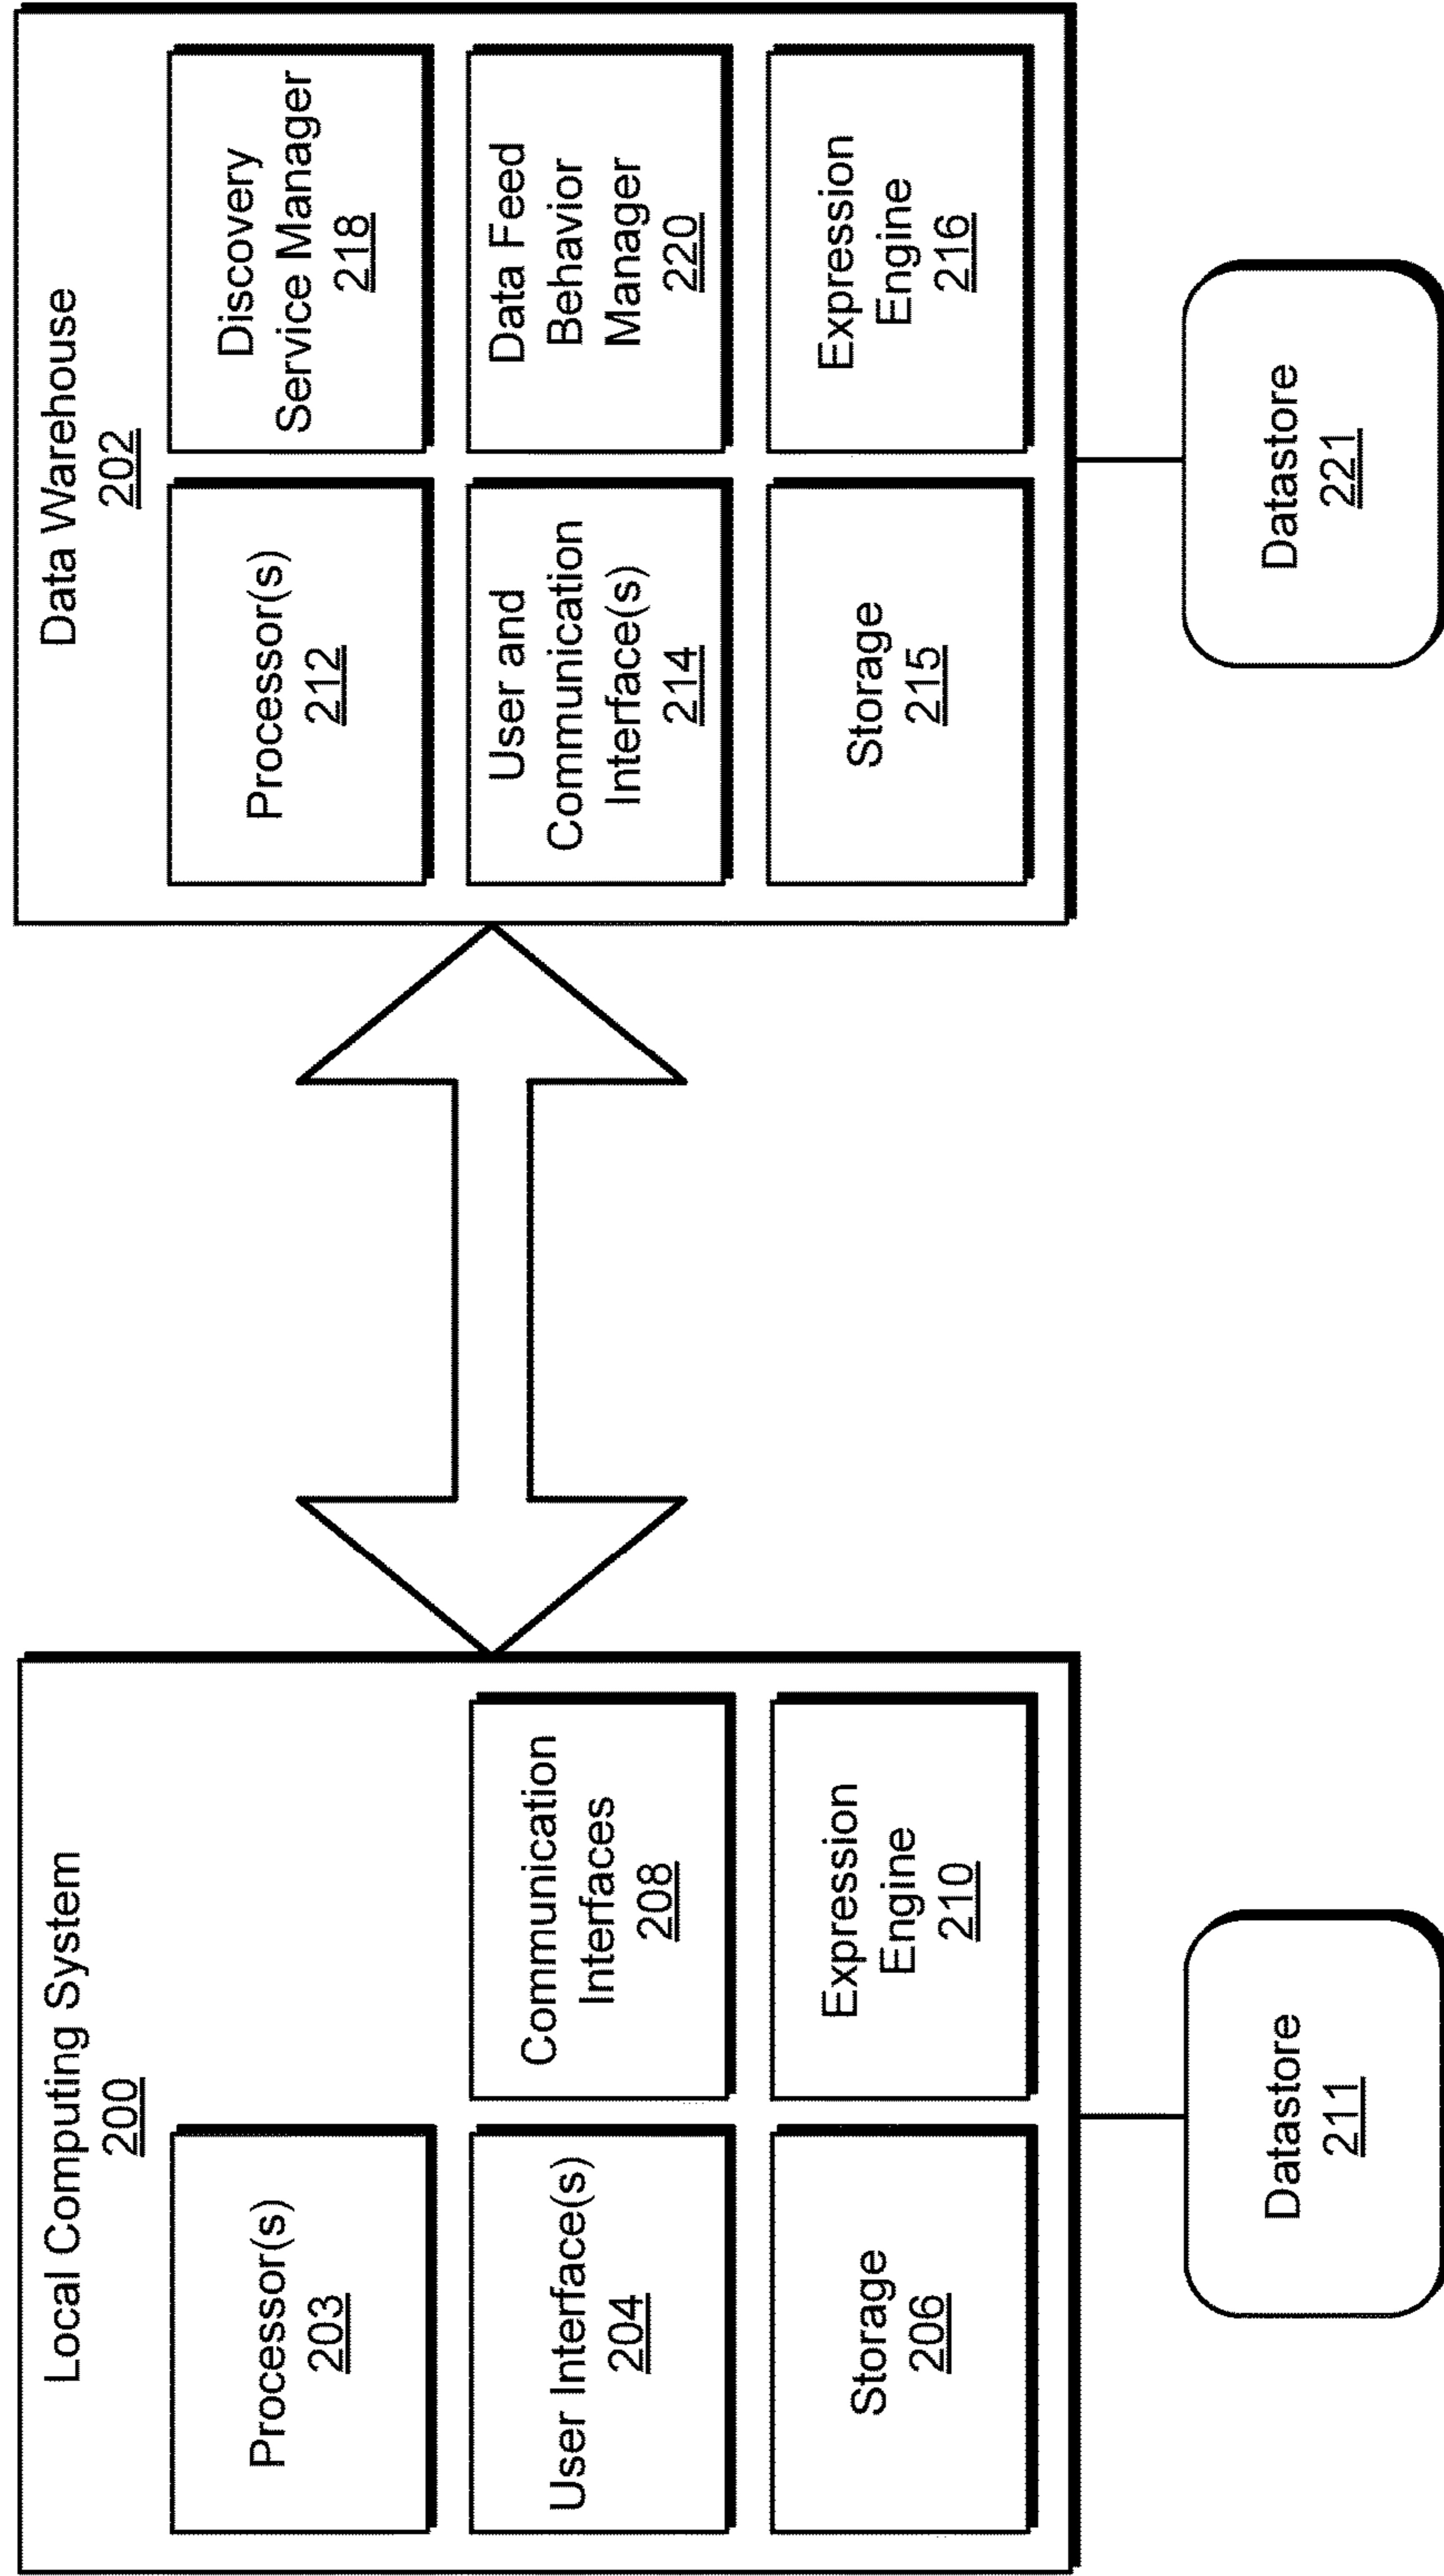 Local Computing System
200
Processor(s)
203
User Interface(s)
204
Communication
Interfaces
208
Storage
206
Expression
Engine
210
Datastore
211
Data Warehouse
202
Processor(s)
212
Discovery
Service Manager
218
User and
Communication
Interface(s)
214
Data Feed
Behavior
Manager
220
Storage
215
Expression
Engine
216
Datastore
221